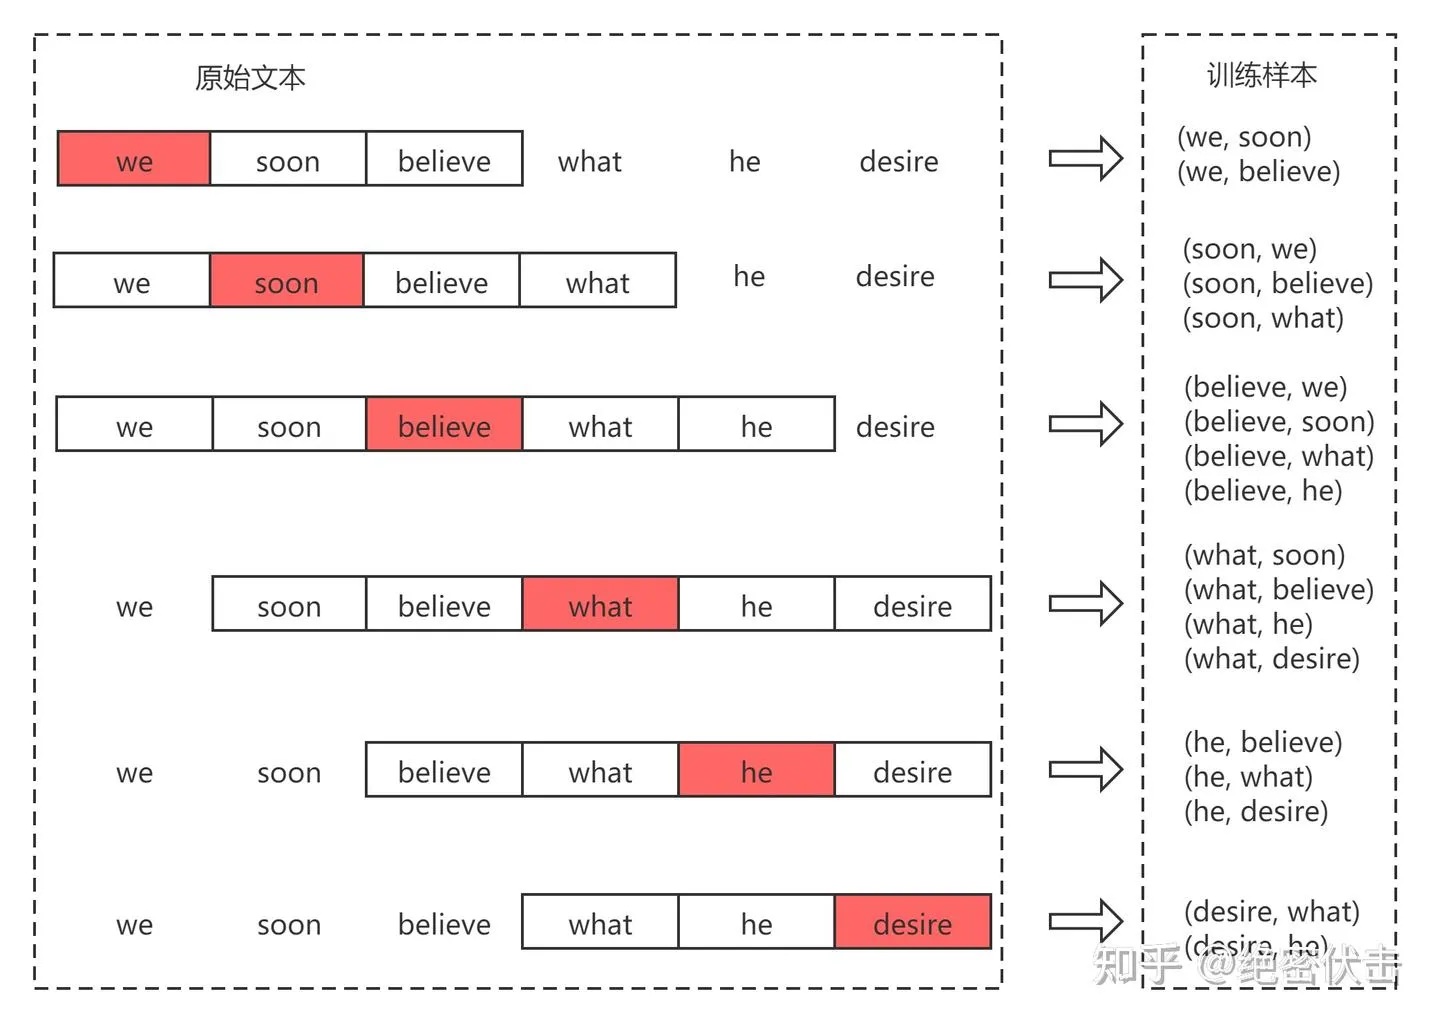 原始文本
训练样本
we soon believe what he desire
(we, soon)
(we, believe)
we soon believe what he desire
(soon, we)
(soon, believe)
(soon, what)
we soon believe what he desire
(believe, we)
(believe, soon)
(believe, what)
(believe, he)
we soon believe what he desire
(what, soon)
(what, believe)
(what, he)
(what, desire)
we soon believe what he desire
(he, believe)
(he, what)
(he, desire)
we soon believe what he desire
(desire, what)
(desire, he)
知乎 @绝密伏击